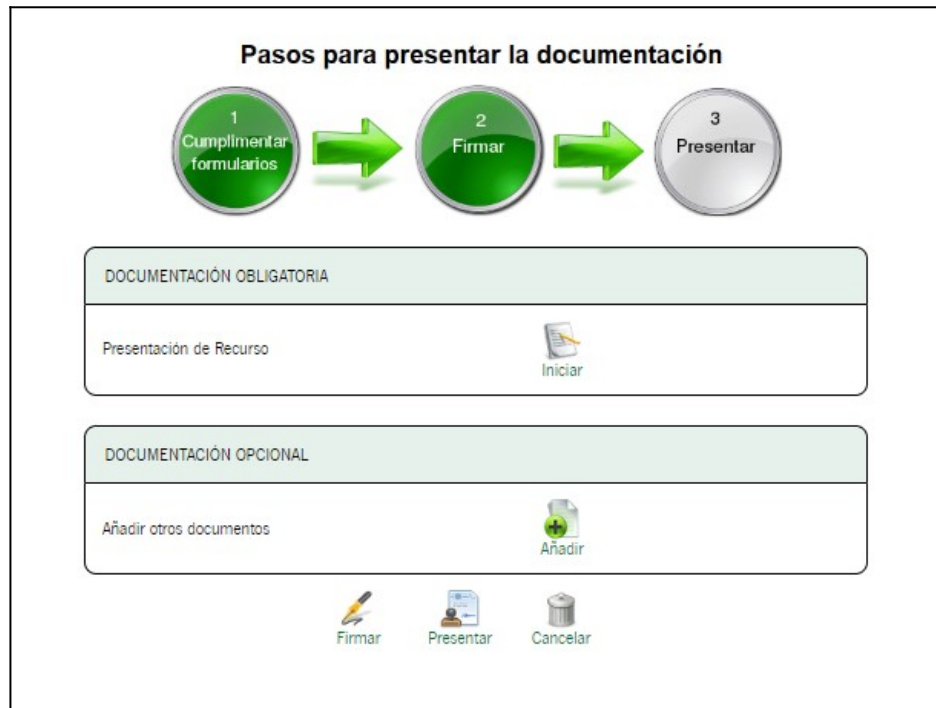 Pasos para presentar la documentación
1
Cumplimentar
formularios
2
Firmar
3
Presentar
DOCUMENTACIÓN OBLIGATORIA
Presentación de Recurso
Iniciar
DOCUMENTACIÓN OPCIONAL
Añadir otros documentos
Añadir
Firmar
Presentar
Cancelar